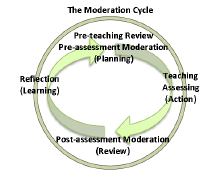 The Moderation Cycle
Pre-teaching Review
Pre-assessment Moderation
(Planning)
Reflection
(Learning)
Teaching
Assessing
(Action)
Post-assessment Moderation
(Review)